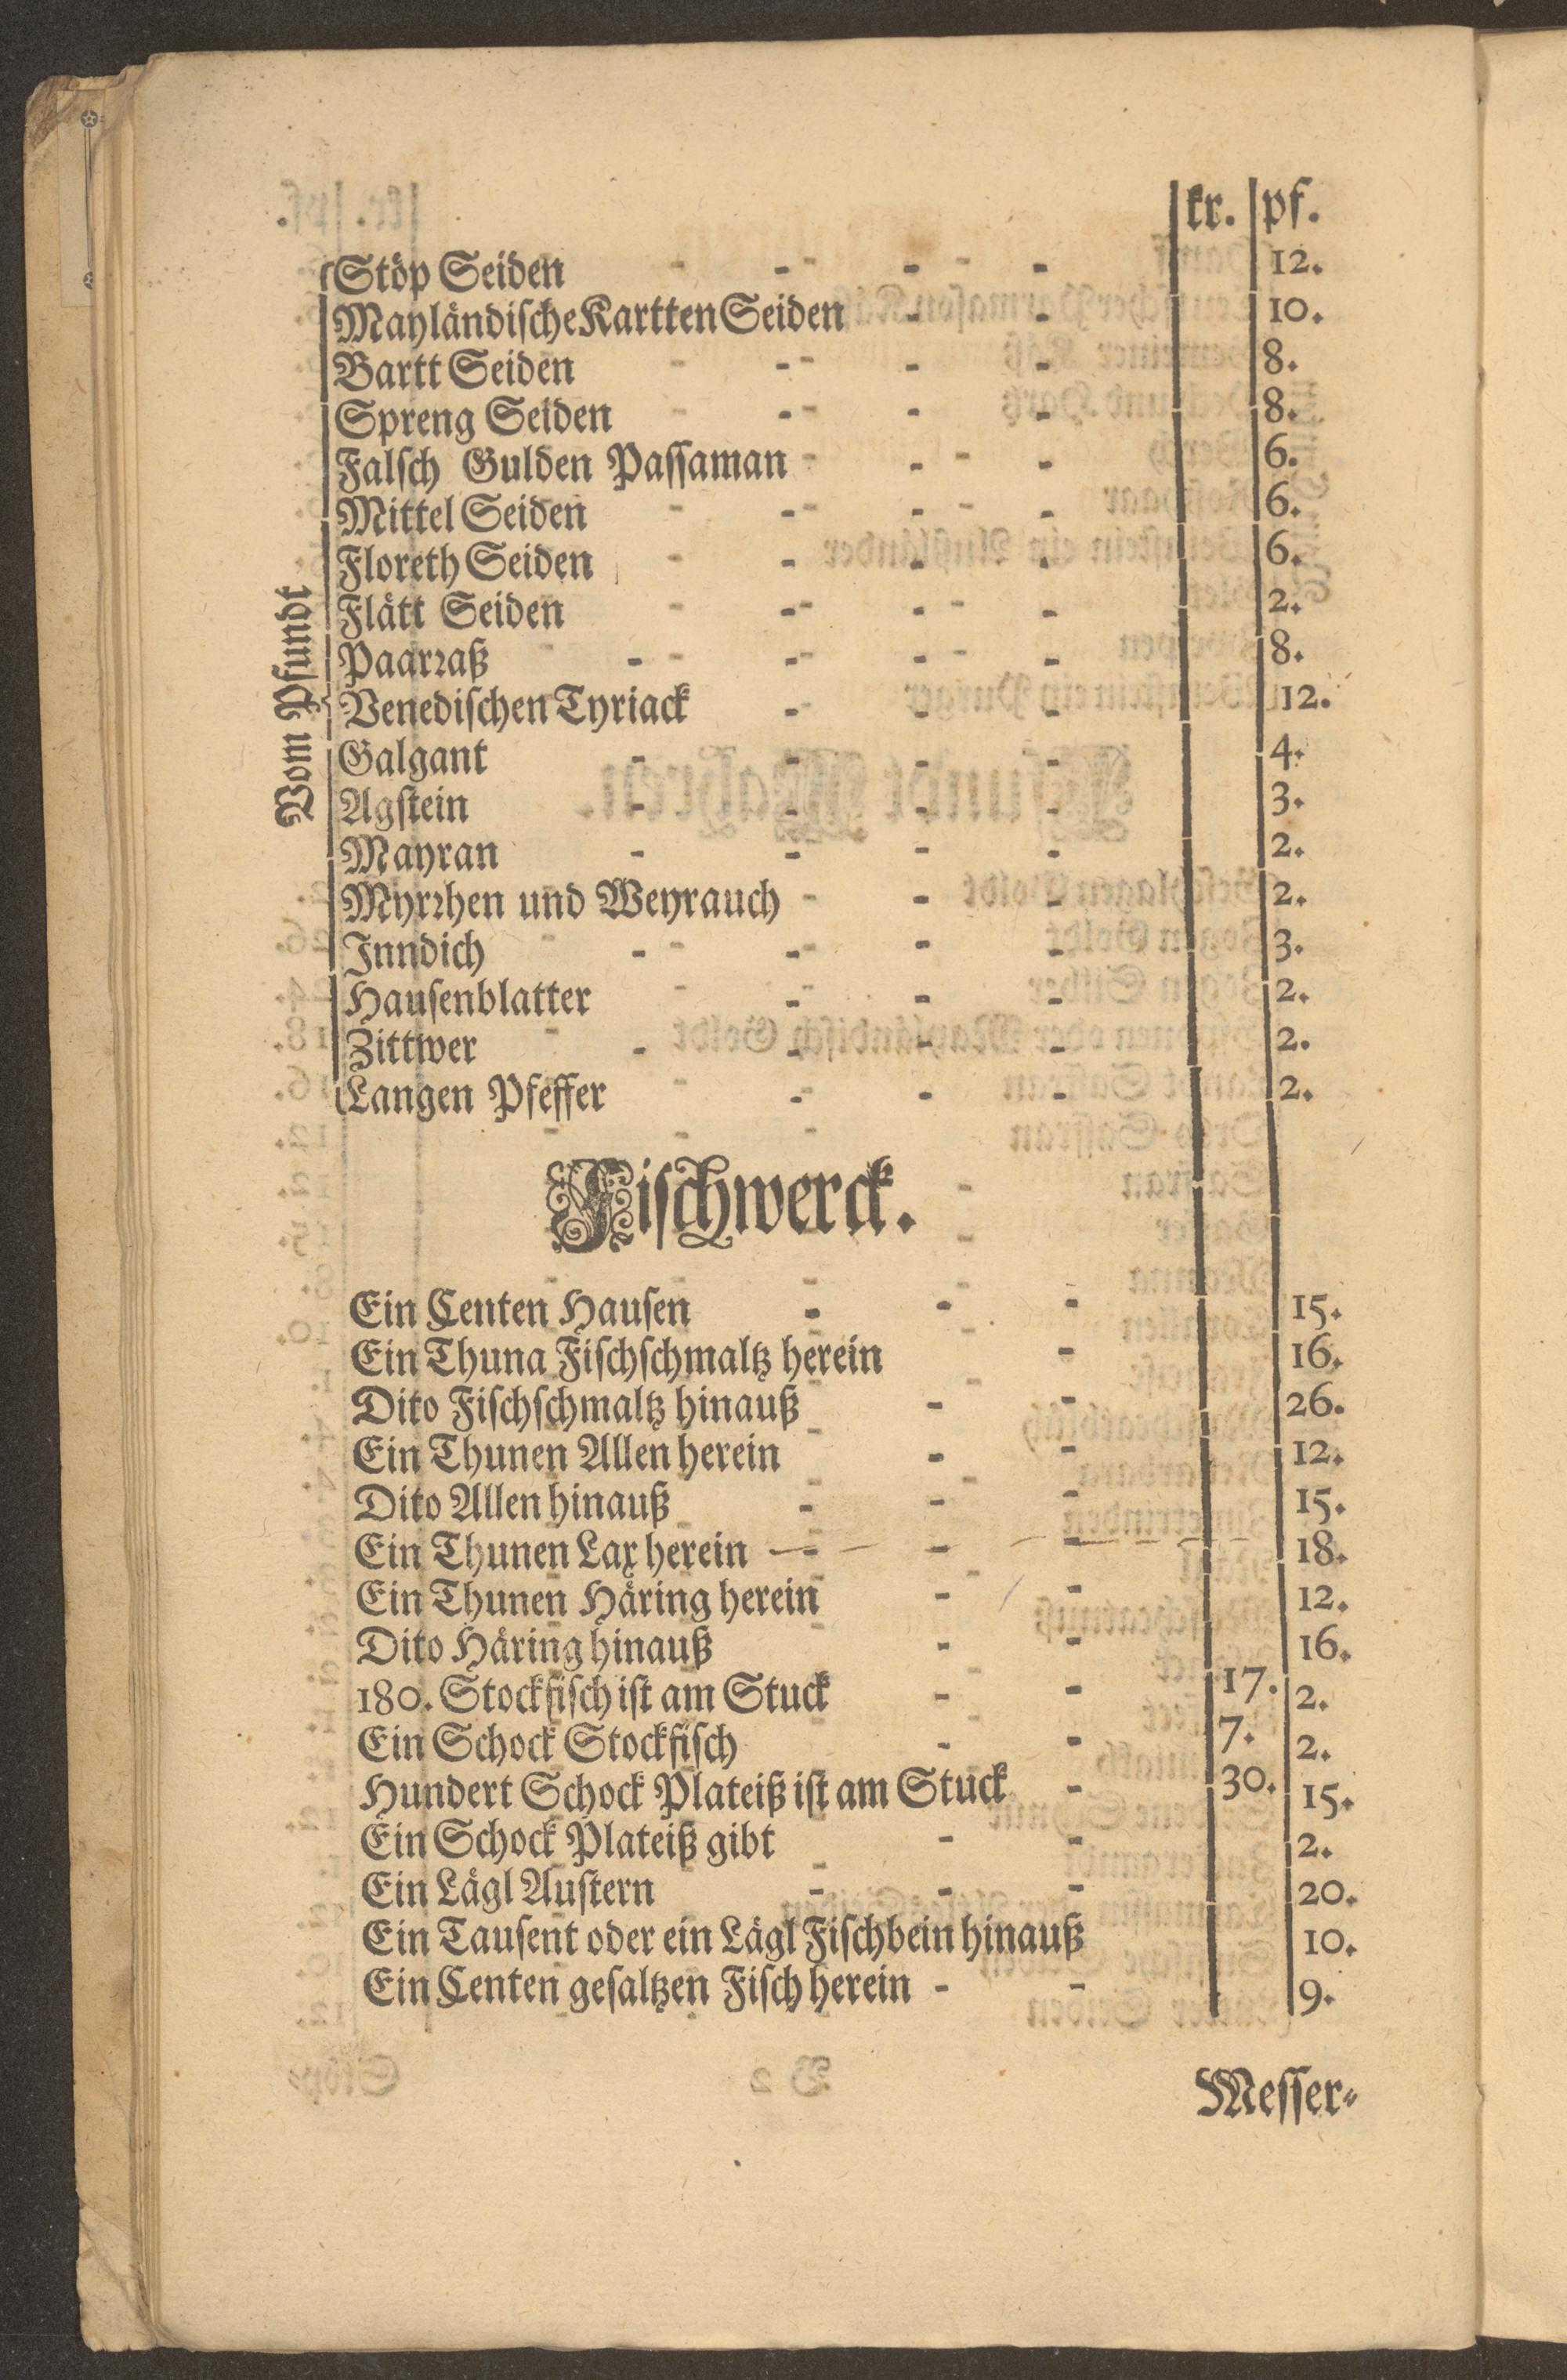 kr. pf.
Stöp Seiden - - - 12.
Mayländische Kartten Seiden - - 10.
Bartt Seiden - - - 8.
Spreng Seiden - - - 8.
Falsch Gulden Passaman - - 6.
Mittel Seiden - - - 6.
Floreth Seiden - - - 6.
Flätt Seiden - - - 2.
Paarraß - - - - 8.
Venedischen Tyriack - - - 12.
Galgant - - - - 4.
Agstein - - - - 3.
Mayran - - - - 2.
Myrrhen und Weyrauch - - 2.
Inndich - - - - 3.
Hausenblatter - - - 2.
Zittwer - - - - 2.
Langen Pfeffer - - - 2.
Vom Pfundt
Fischwerck.
Ein Centen Hausen - - - 15.
Ein Thuna Fischschmaltz herein - 16.
Dito Fischschmaltz hinauß - - 26.
Ein Thunen Allen herein - - 12.
Dito Allen hinauß - - - 15.
Ein Thunen Lax herein - - - 18.
Ein Thunen Häring herein - - 12.
Dito Häring hinauß - - 16.
180. Stockfisch ist am Stuck - - 17. 2.
Ein Schock Stockfisch - - 7. 2.
Hundert Schock Plateiß ist am Stuck - 30. 15.
Ein Schock Plateiß gibt - - 2.
Ein Lägl Austern - - - 20.
Ein Tausent oder ein Lägl Fischbein hinauß 10.
Ein Centen gesaltzen Fisch herein - - 9.
Messer-